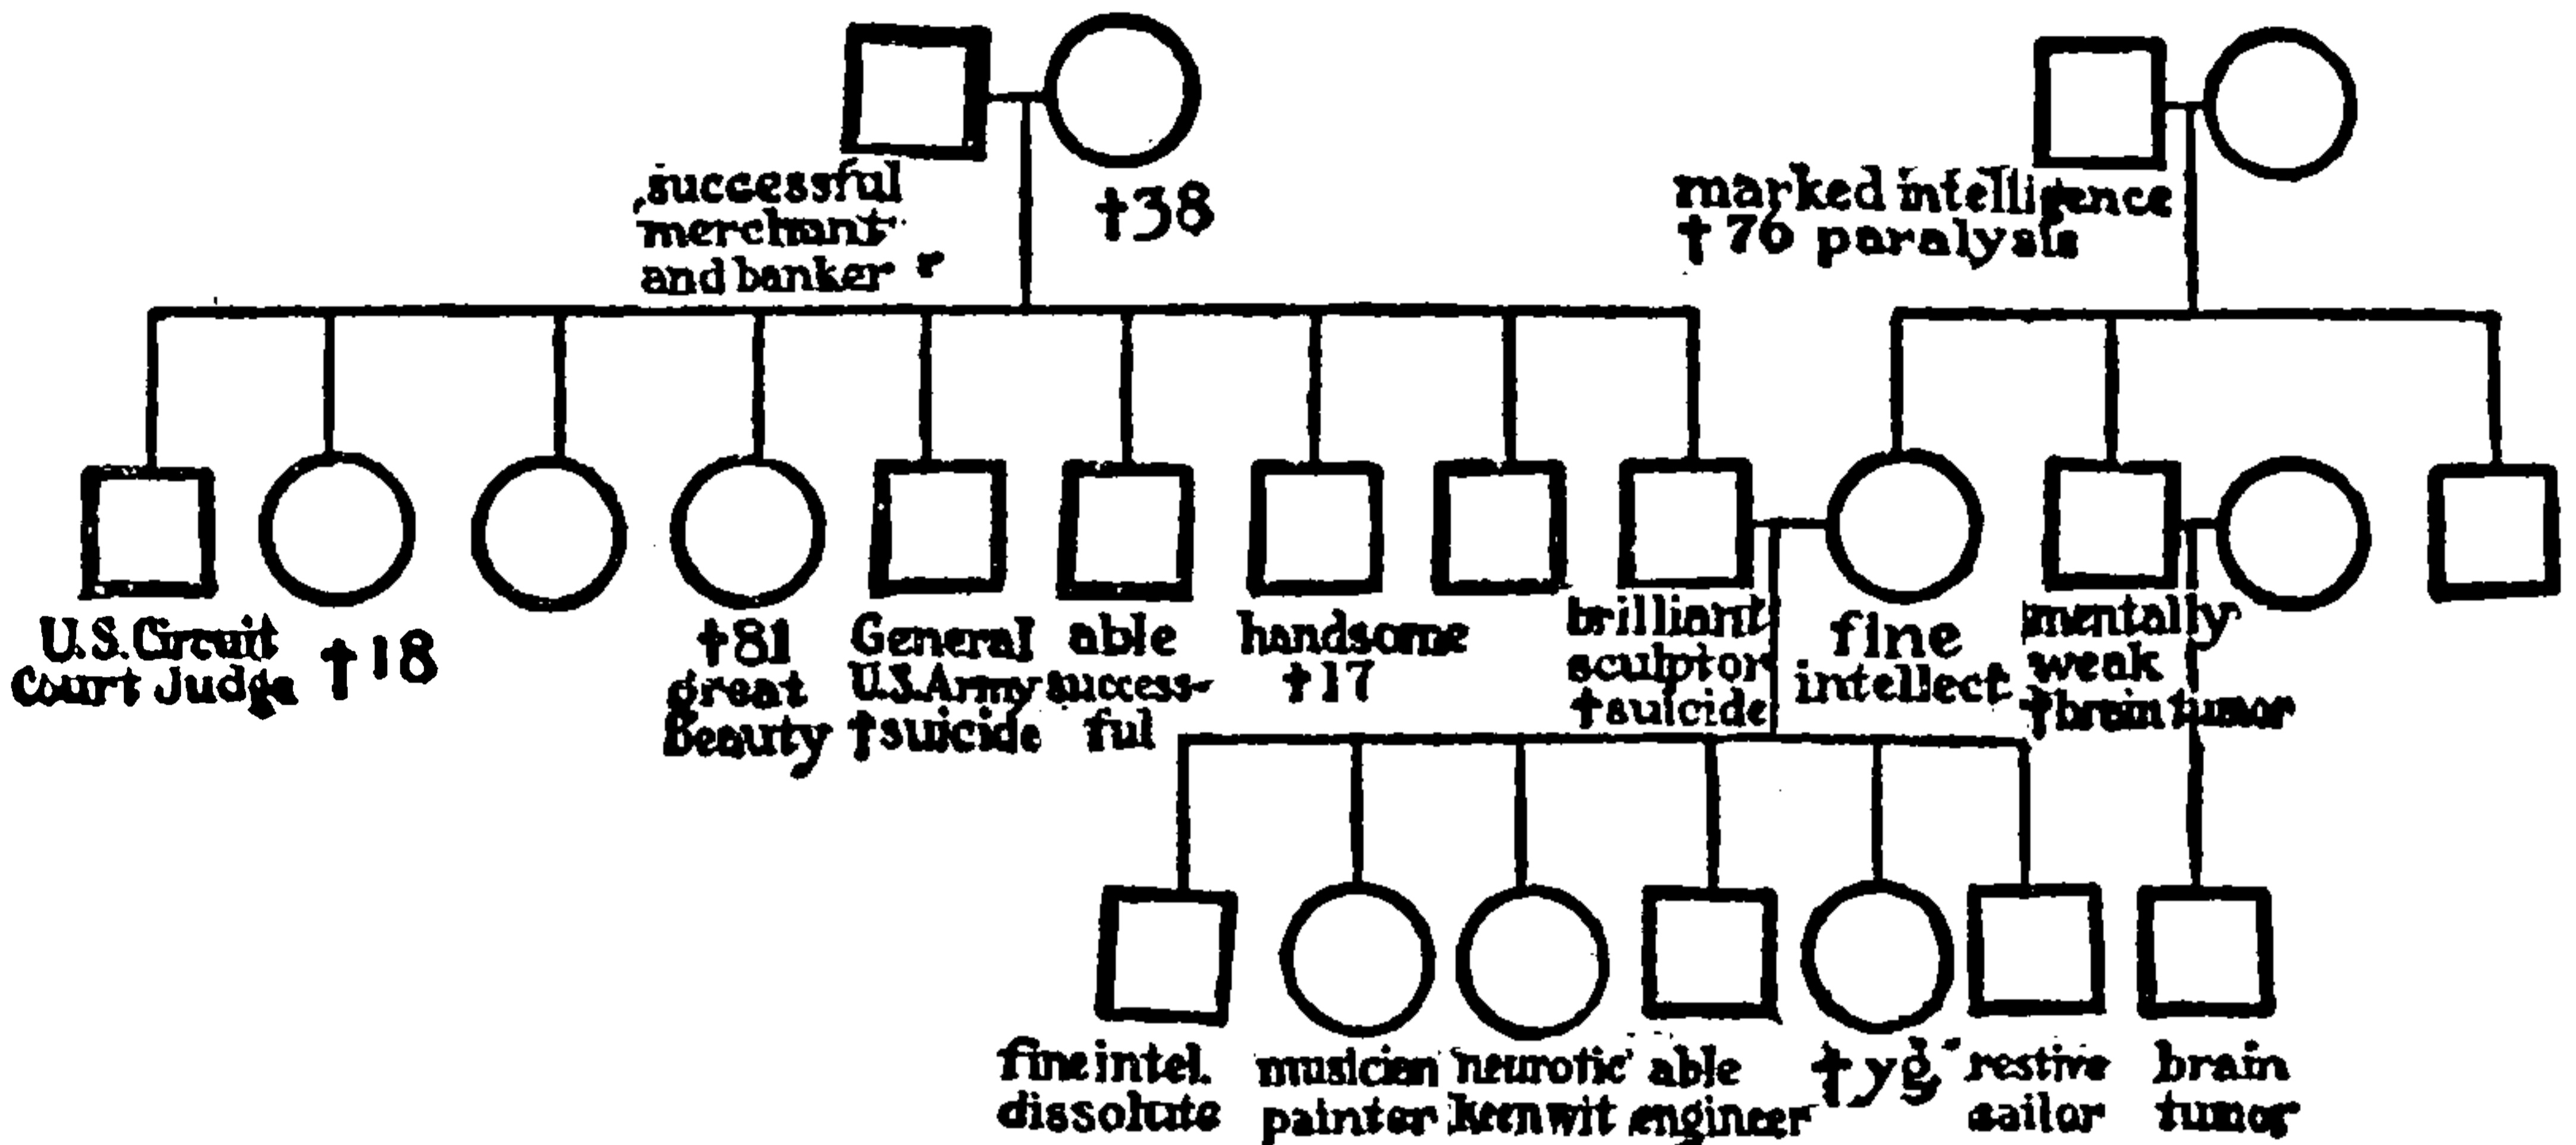 successful
merchant
and banker
†38
marked intelligence
†76 paralysis
U.S. Circuit
Court Judge
†18
†81
great
Beauty
General
U.S. Army
†suicide
able
success-
ful
handsome
†17
brilliant
sculptor
†suicide
fine
intellect
mentally
weak
†brain tumor
fine intel.
dissolute
musician
painter
neurotic
keen wit
able
engineer
†yg
restive
sailor
brain
tumor